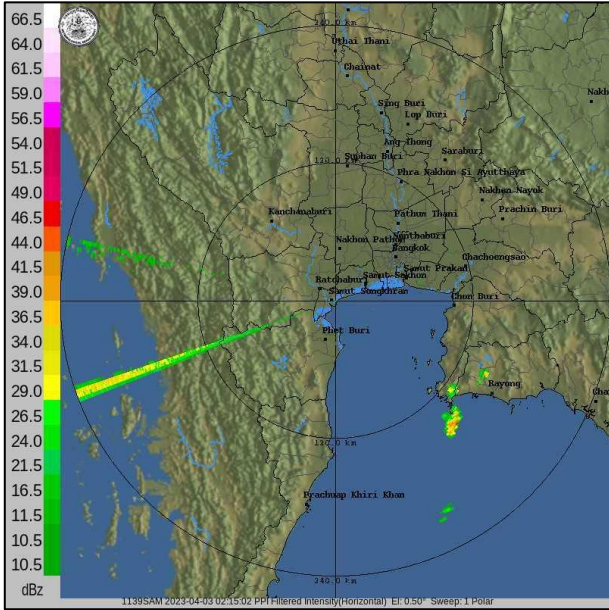 66.5
64.0
61.5
59.0
56.5
54.0
51.5
49.0
46.5
44.0
41.5
39.0
36.5
34.0
31.5
29.0
26.5
24.0
21.5
16.5
11.5
10.5
10.5
dBz
240.0 km
Uthai Thani
Chainat
Sing Buri
Lop Buri
Ang Thong
Saraburi
120.0 km
Suphan Buri
Phra Nakhon Si Ayutthaya
Nakhon Nayok
Kanchanaburi
Pathum Thani
Prachin Buri
Nonthaburi
Nakhon Pathom
Bangkok
Chachoengsao
Samut Prakan
Samut Sakhon
Ratchaburi
Samut Songkhram
Chon Buri
Phet Buri
Rayong
Cha
120.0 km
Prachuap Khiri Khan
240.0 km
1139SAM 2023-04-03 02:15:02 PPI Filtered Intensity(Horizontal) El: 0.50° Sweep: 1 Polar